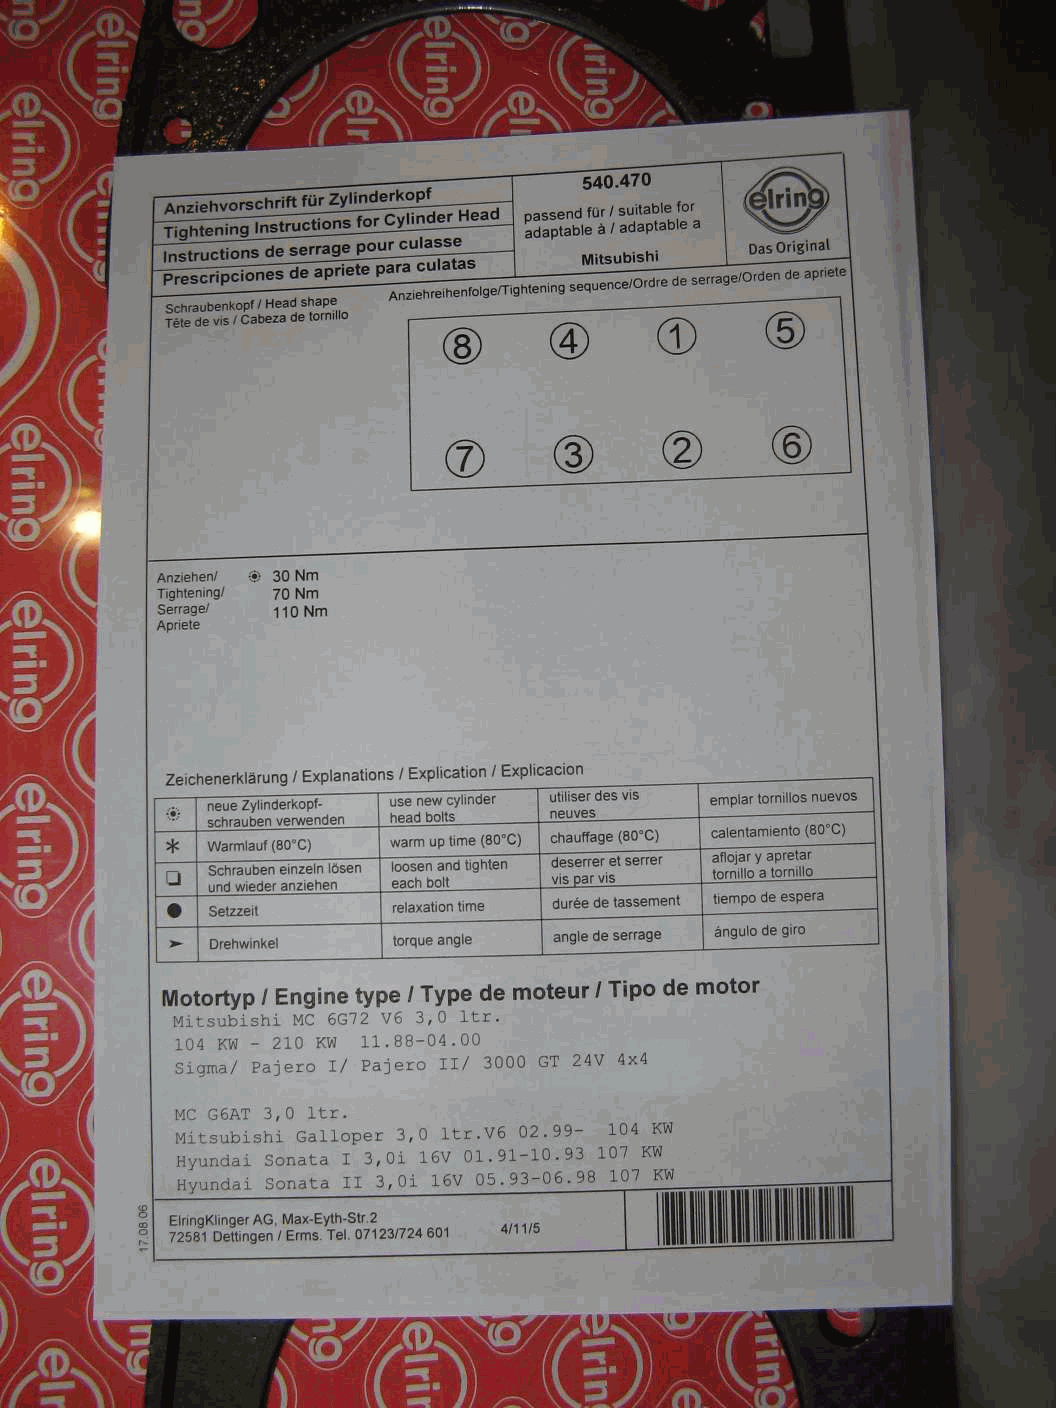 Anziehvorschrift für Zylinderkopf
Tightening Instructions for Cylinder Head
Instructions de serrage pour culasse
Prescripciones de apriete para culatas
540.470
passend für / suitable for
adaptable à / adaptable a
Mitsubishi
elring
Das Original
Schraubenkopf / Head shape
Tête de vis / Cabeza de tornillo
Anziehreihenfolge/Tightening sequence/Ordre de serrage/Orden de apriete
8 4 1 5
7 3 2 6
Anziehen/ 30 Nm
Tightening/ 70 Nm
Serrage/ 110 Nm
Apriete
Zeichenerklärung / Explanations / Explication / Explicacion
neue Zylinderkopf-
schrauben verwenden
use new cylinder
head bolts
utiliser des vis
neuves
emplar tornillos nuevos
Warmlauf (80°C)
warm up time (80°C)
chauffage (80°C)
calentamiento (80°C)
Schrauben einzeln lösen
und wieder anziehen
loosen and tighten
each bolt
deserrer et serrer
vis par vis
aflojar y apretar
tornillo a tornillo
Setzzeit
relaxation time
durée de tassement
tiempo de espera
Drehwinkel
torque angle
angle de serrage
ángulo de giro
Motortyp / Engine type / Type de moteur / Tipo de motor
Mitsubishi MC 6G72 V6 3,0 ltr.
104 KW - 210 KW 11.88-04.00
Sigma/ Pajero I/ Pajero II/ 3000 GT 24V 4x4
MC G6AT 3,0 ltr.
Mitsubishi Galloper 3,0 ltr.V6 02.99- 104 KW
Hyundai Sonata I 3,0i 16V 01.91-10.93 107 KW
Hyundai Sonata II 3,0i 16V 05.93-06.98 107 KW
17.08.06
ElringKlinger AG, Max-Eyth-Str.2
72581 Dettingen / Erms. Tel. 07123/724 601
4/11/5
elring
elring
elring
elring
elring
elring
elring
elring
elring
elring